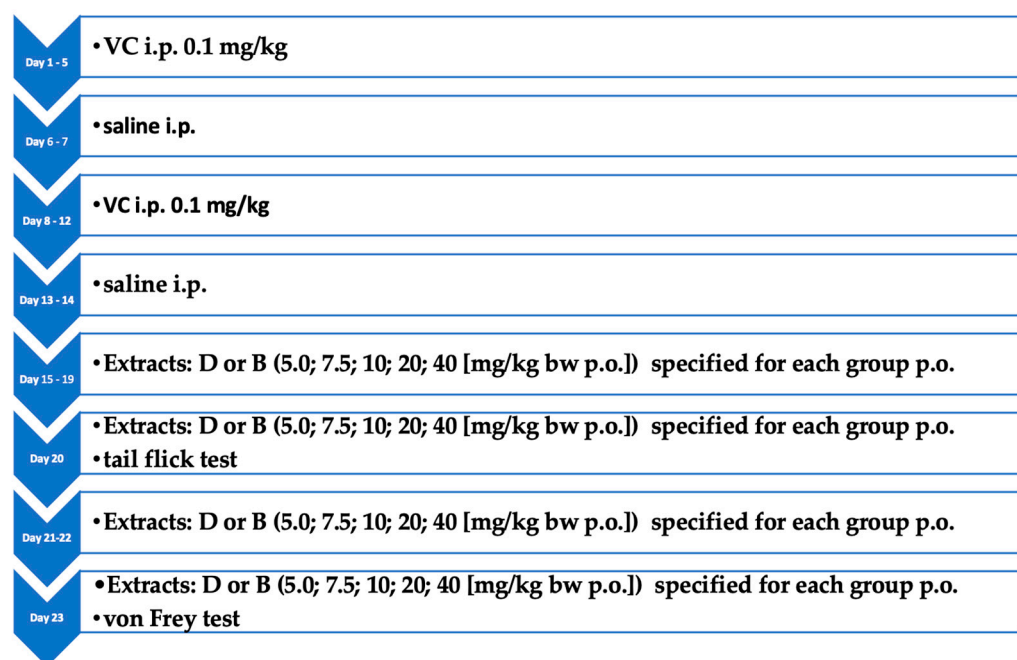 Day 1 - 5
•VC i.p. 0.1 mg/kg
Day 6 - 7
•saline i.p.
Day 8 - 12
•VC i.p. 0.1 mg/kg
Day 13 - 14
•saline i.p.
Day 15 - 19
•Extracts: D or B (5.0; 7.5; 10; 20; 40 [mg/kg bw p.o.]) specified for each group p.o.
Day 20
•Extracts: D or B (5.0; 7.5; 10; 20; 40 [mg/kg bw p.o.]) specified for each group p.o.
•tail flick test
Day 21-22
•Extracts: D or B (5.0; 7.5; 10; 20; 40 [mg/kg bw p.o.]) specified for each group p.o.
Day 23
•Extracts: D or B (5.0; 7.5; 10; 20; 40 [mg/kg bw p.o.]) specified for each group p.o.
•von Frey test